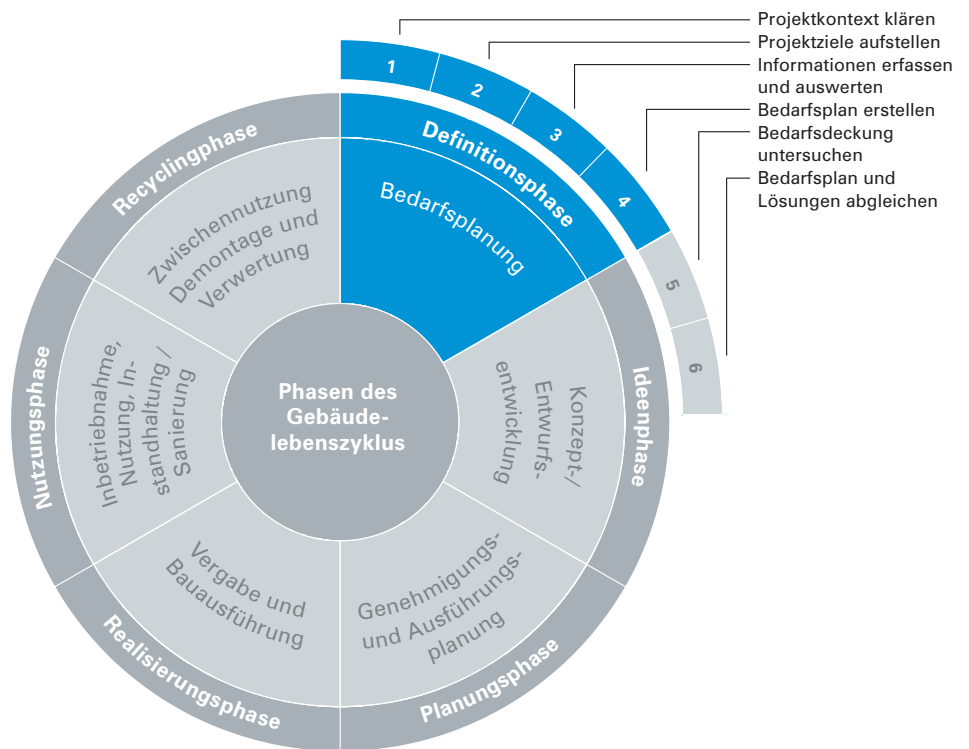 Projektkontext klären
Projektziele aufstellen
Informationen erfassen
und auswerten
Bedarfsplan erstellen
Bedarfsdeckung
untersuchen
Bedarfsplan und
Lösungen abgleichen
1
2
3
4
5
6
Definitionsphase
Bedarfsplanung
Ideenphase
Konzept-/
Entwurfs-
entwicklung
Planungsphase
Genehmigungs-
und Ausführungs-
planung
Realisierungsphase
Vergabe und
Bauausführung
Nutzungsphase
Inbetriebnahme,
Nutzung, In-
standhaltung /
Sanierung
Recyclingphase
Zwischennutzung
Demontage und
Verwertung
Phasen des
Gebäude-
lebenszyklus